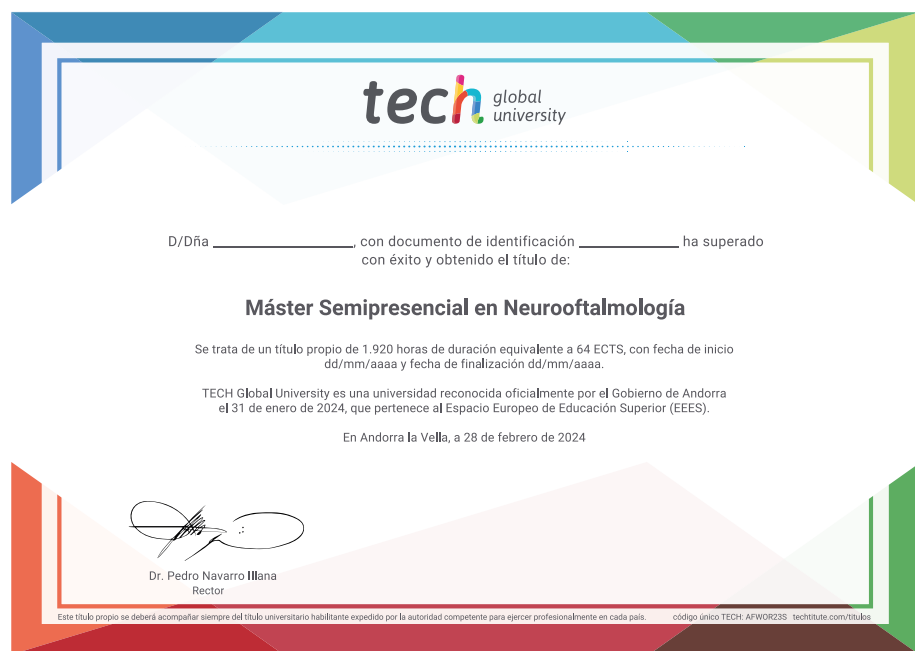 tech global university
D/Dña ____________________, con documento de identificación ______________ ha superado
con éxito y obtenido el título de:
Máster Semipresencial en Neurooftalmología
Se trata de un título propio de 1.920 horas de duración equivalente a 64 ECTS, con fecha de inicio
dd/mm/aaaa y fecha de finalización dd/mm/aaaa.
TECH Global University es una universidad reconocida oficialmente por el Gobierno de Andorra
el 31 de enero de 2024, que pertenece al Espacio Europeo de Educación Superior (EEES).
En Andorra la Vella, a 28 de febrero de 2024
Dr. Pedro Navarro Illana
Rector
Este título propio se deberá acompañar siempre del título universitario habilitante expedido por la autoridad competente para ejercer profesionalmente en cada país. código único TECH: AFWOR23S techtitute.com/titulos